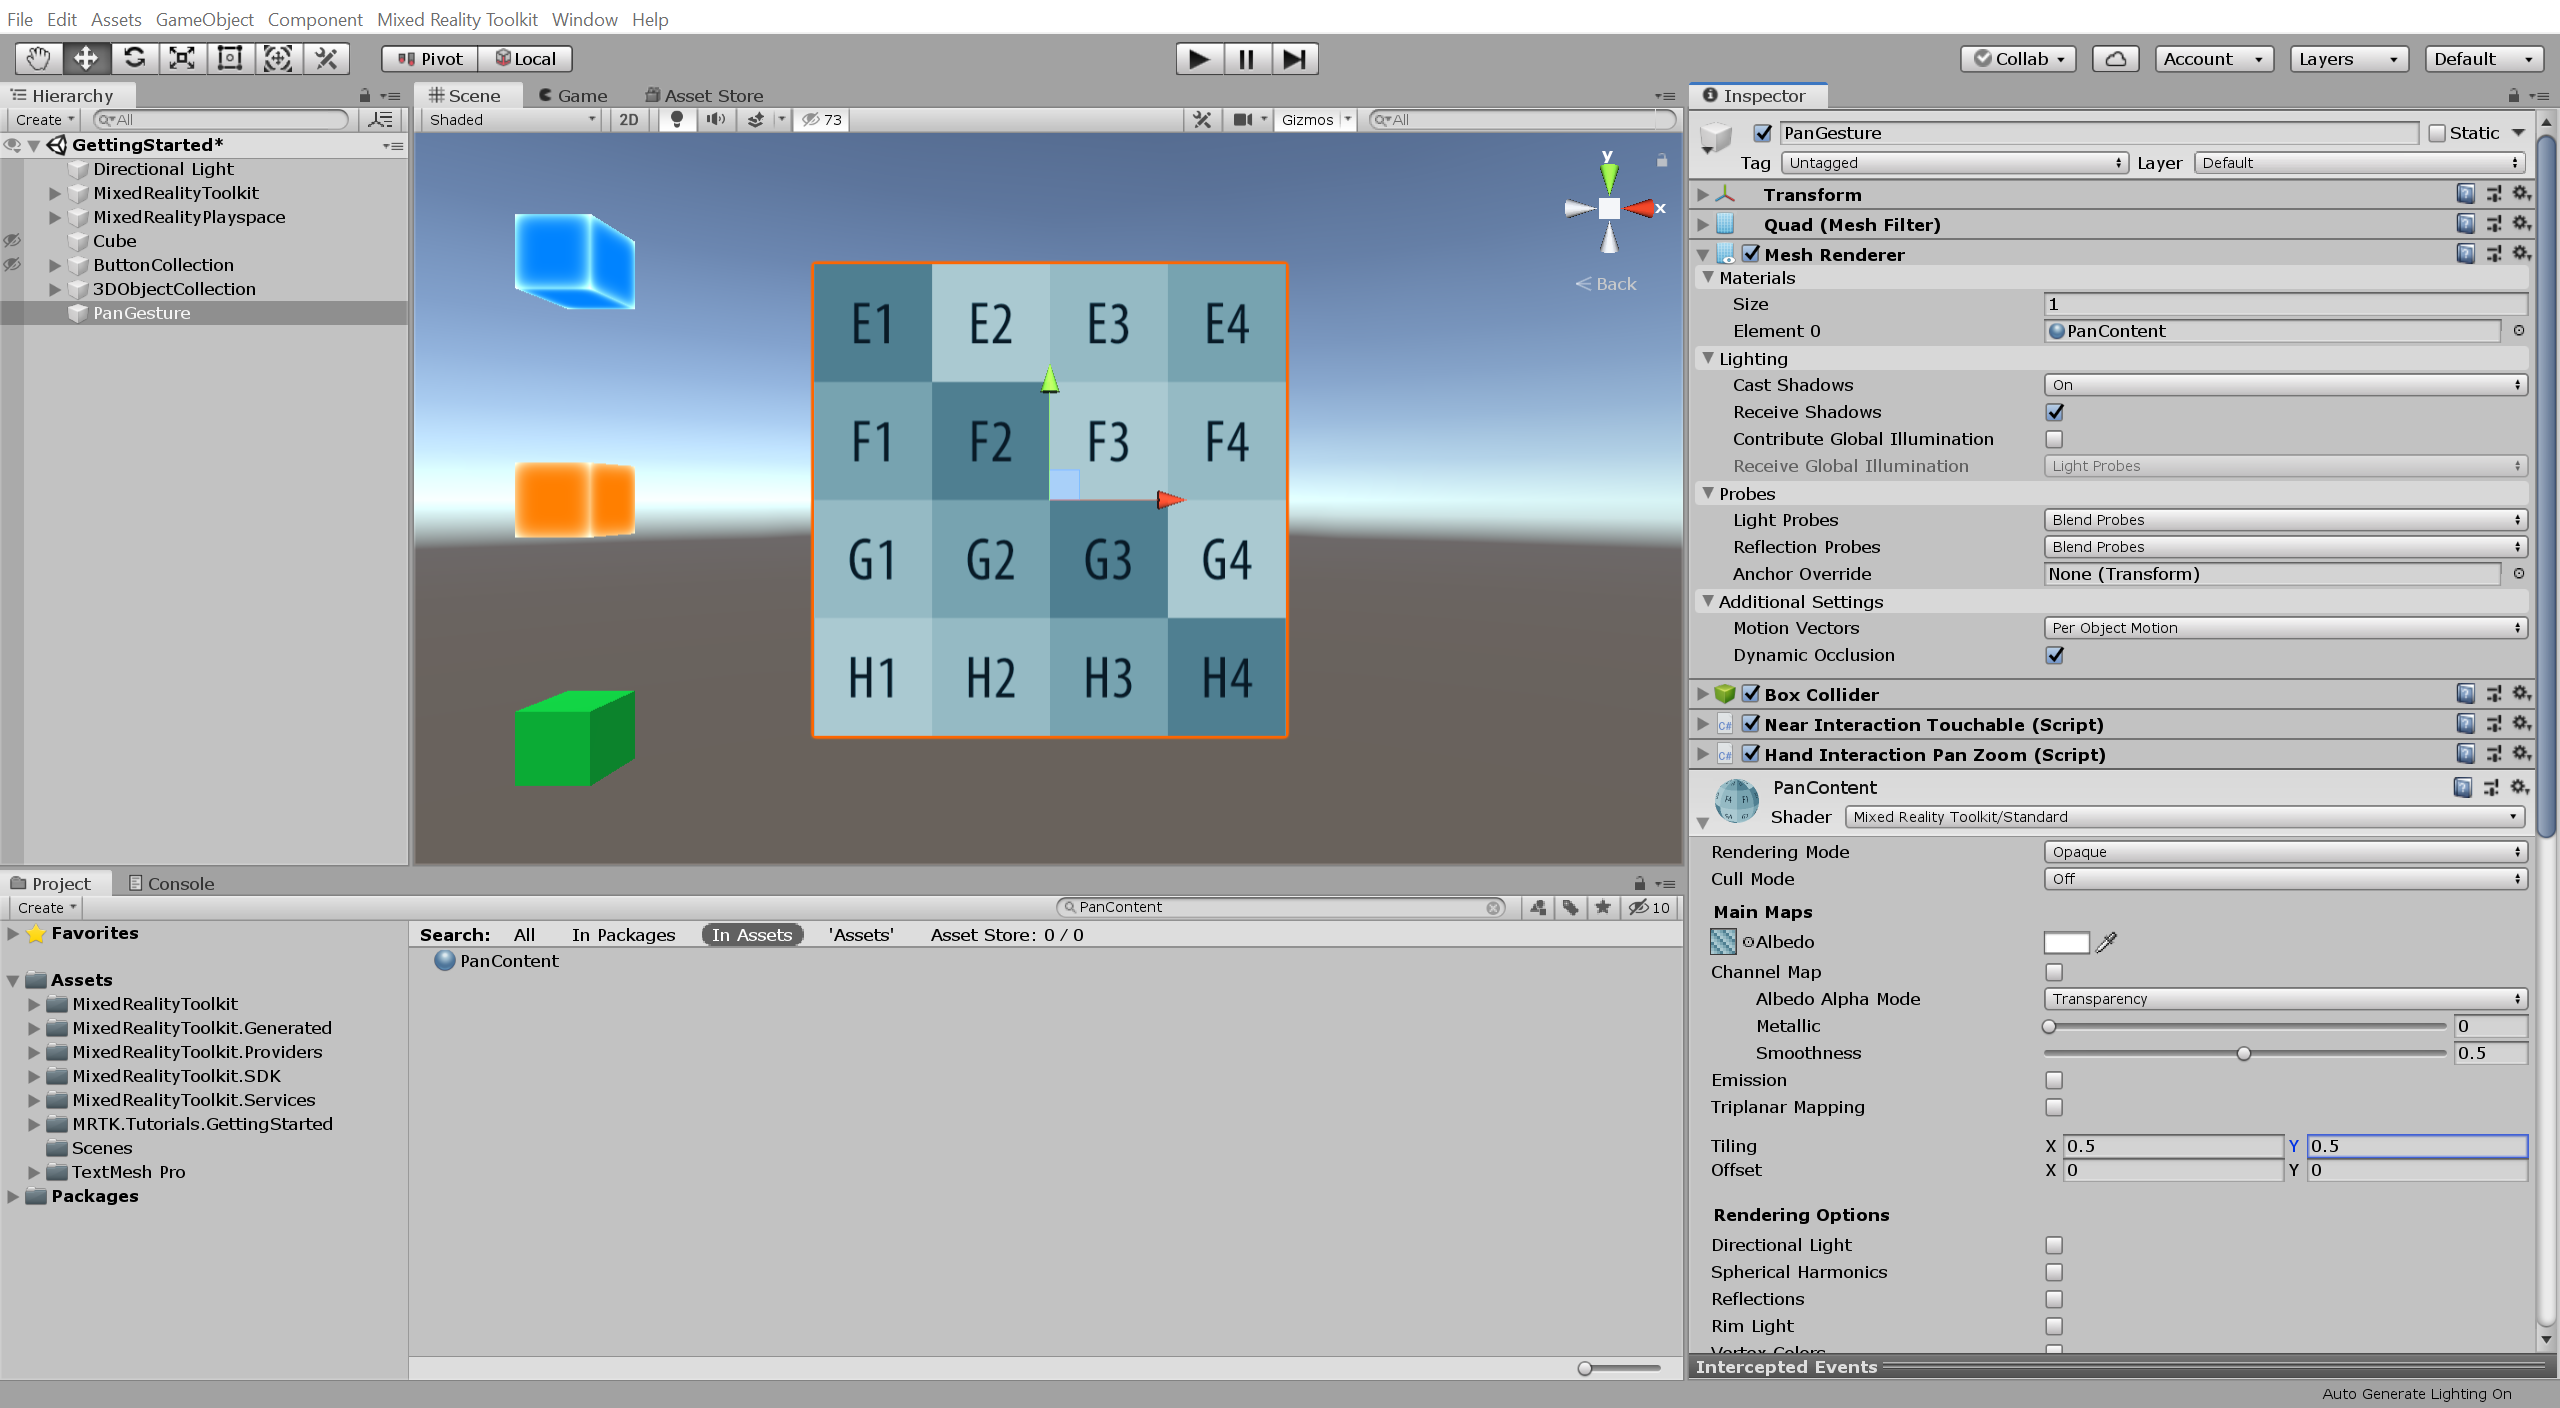 File Edit Assets GameObject Component Mixed Reality Toolkit Window Help
Pivot Local Collab Account Layers Default
Hierarchy
Create All
GettingStarted*
Directional Light
MixedRealityToolkit
MixedRealityPlayspace
Cube
ButtonCollection
3DObjectCollection
PanGesture
Scene Game Asset Store
Shaded 2D 73 Gizmos All
y
x
Back
E1 E2 E3 E4
F1 F2 F3 F4
G1 G2 G3 G4
H1 H2 H3 H4
Project Console
Create PanContent 10
Favorites
Assets
MixedRealityToolkit
MixedRealityToolkit.Generated
MixedRealityToolkit.Providers
MixedRealityToolkit.SDK
MixedRealityToolkit.Services
MRTK.Tutorials.GettingStarted
Scenes
TextMesh Pro
Packages
Search: All In Packages In Assets 'Assets' Asset Store: 0 / 0
PanContent
Inspector
PanGesture Static
Tag Untagged Layer Default
Transform
Quad (Mesh Filter)
Mesh Renderer
Materials
Size 1
Element 0 PanContent
Lighting
Cast Shadows On
Receive Shadows
Contribute Global Illumination
Receive Global Illumination Light Probes
Probes
Light Probes Blend Probes
Reflection Probes Blend Probes
Anchor Override None (Transform)
Additional Settings
Motion Vectors Per Object Motion
Dynamic Occlusion
Box Collider
Near Interaction Touchable (Script)
Hand Interaction Pan Zoom (Script)
PanContent
Shader Mixed Reality Toolkit/Standard
Rendering Mode Opaque
Cull Mode Off
Main Maps
Albedo
Channel Map
Albedo Alpha Mode Transparency
Metallic 0
Smoothness 0.5
Emission
Triplanar Mapping
Tiling X 0.5 Y 0.5
Offset X 0 Y 0
Rendering Options
Directional Light
Spherical Harmonics
Reflections
Rim Light
Vertex Colors
Intercepted Events
Auto Generate Lighting On